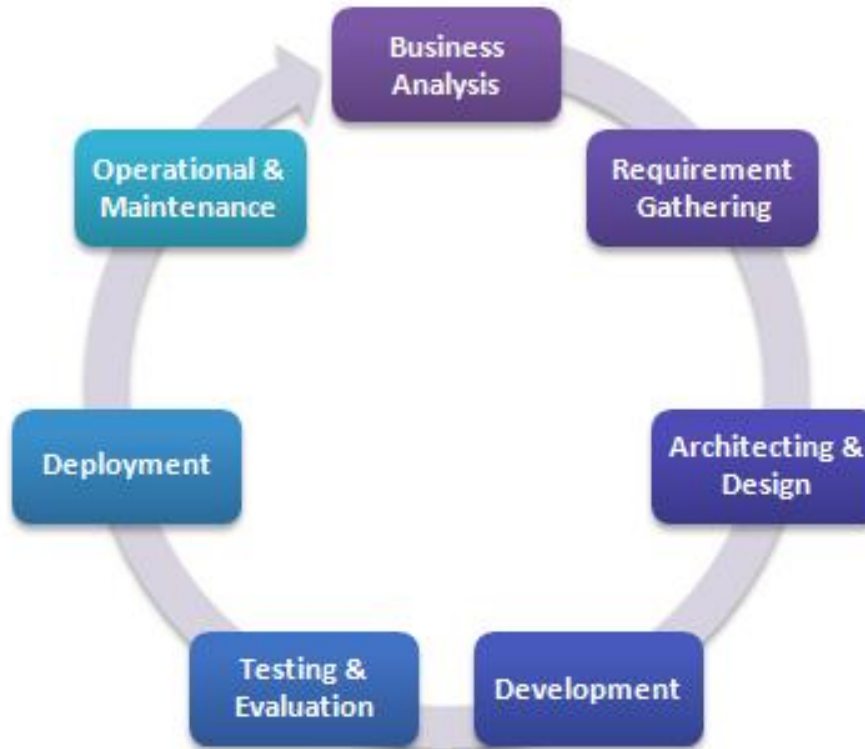 Business
Analysis
Requirement
Gathering
Architecting &
Design
Development
Testing &
Evaluation
Deployment
Operational &
Maintenance